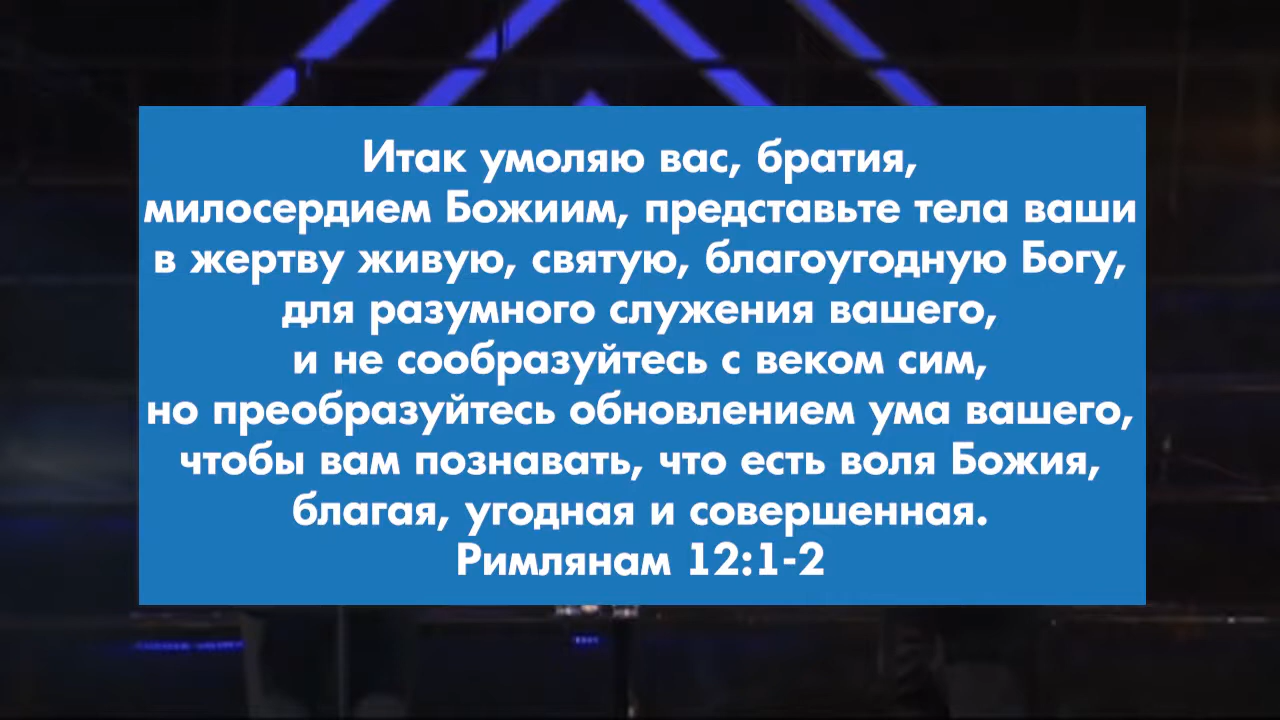 Итак умоляю вас, братия,
милосердием Божиим, представьте тела ваши
в жертву живую, святую, благоугодную Богу,
для разумного служения вашего,
и не сообразуйтесь с веком сим,
но преобразуйтесь обновлением ума вашего,
чтобы вам познавать, что есть воля Божия,
благая, угодная и совершенная.
Римлянам 12:1-2